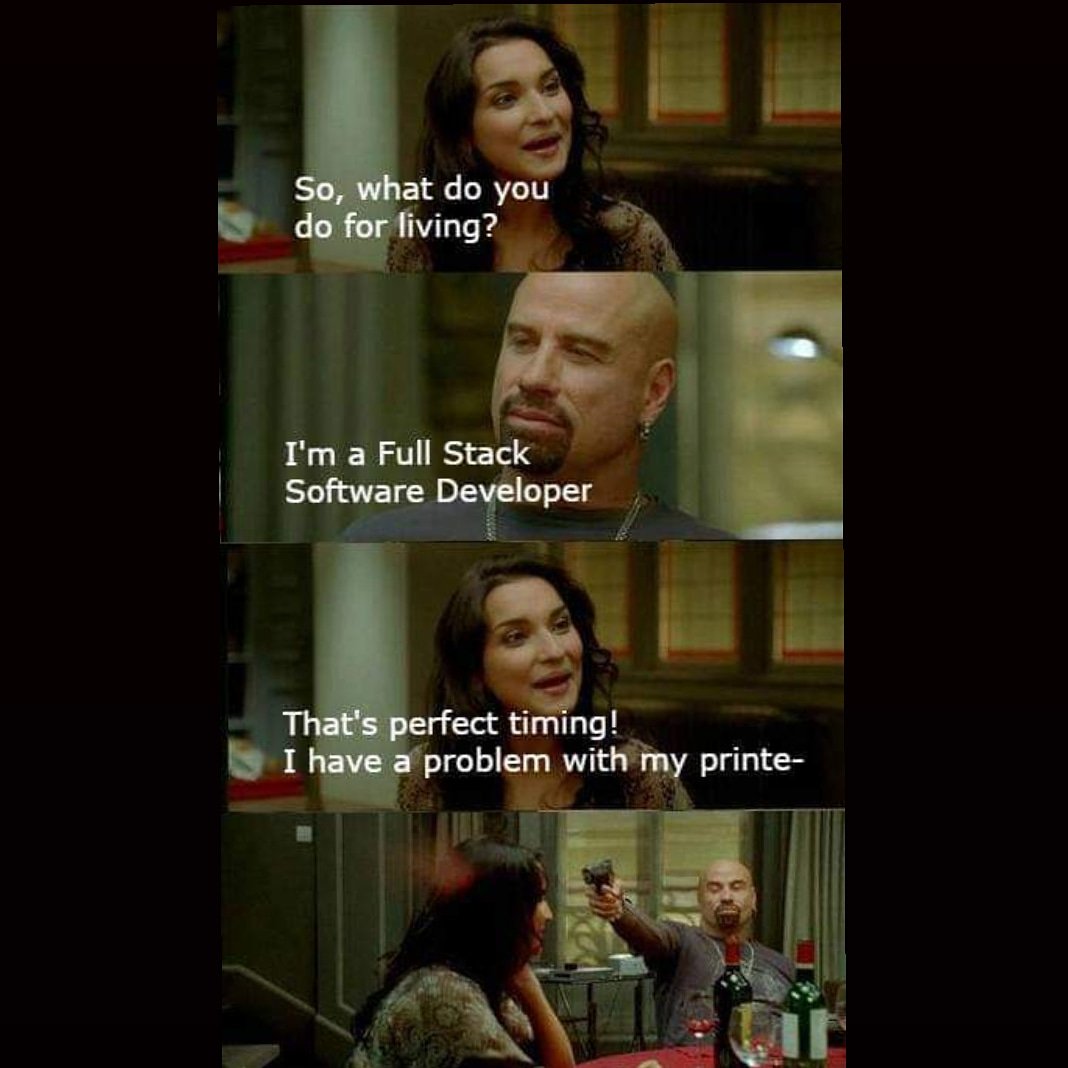 So, what do you
do for living?
I'm a Full Stack
Software Developer
That's perfect timing!
I have a problem with my printe-